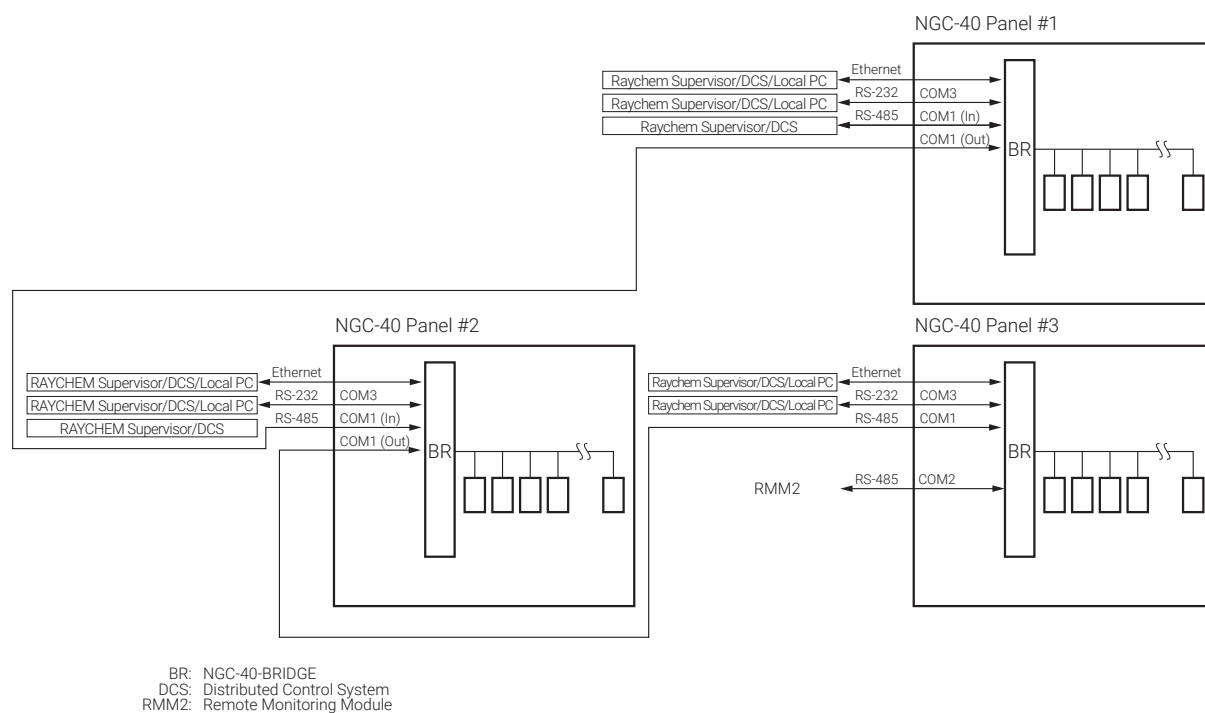 NGC-40 Panel #1
Ethernet
Raychem Supervisor/DCS/Local PC
RS-232 COM3
Raychem Supervisor/DCS/Local PC
RS-485 COM1 (In)
Raychem Supervisor/DCS
COM1 (Out)
BR
NGC-40 Panel #2
Ethernet
RAYCHEM Supervisor/DCS/Local PC
RS-232 COM3
RAYCHEM Supervisor/DCS/Local PC
RS-485 COM1 (In)
RAYCHEM Supervisor/DCS
COM1 (Out)
BR
NGC-40 Panel #3
Ethernet
Raychem Supervisor/DCS/Local PC
RS-232 COM3
Raychem Supervisor/DCS/Local PC
RS-485 COM1
BR
RMM2 RS-485 COM2
BR: NGC-40-BRIDGE
DCS: Distributed Control System
RMM2: Remote Monitoring Module